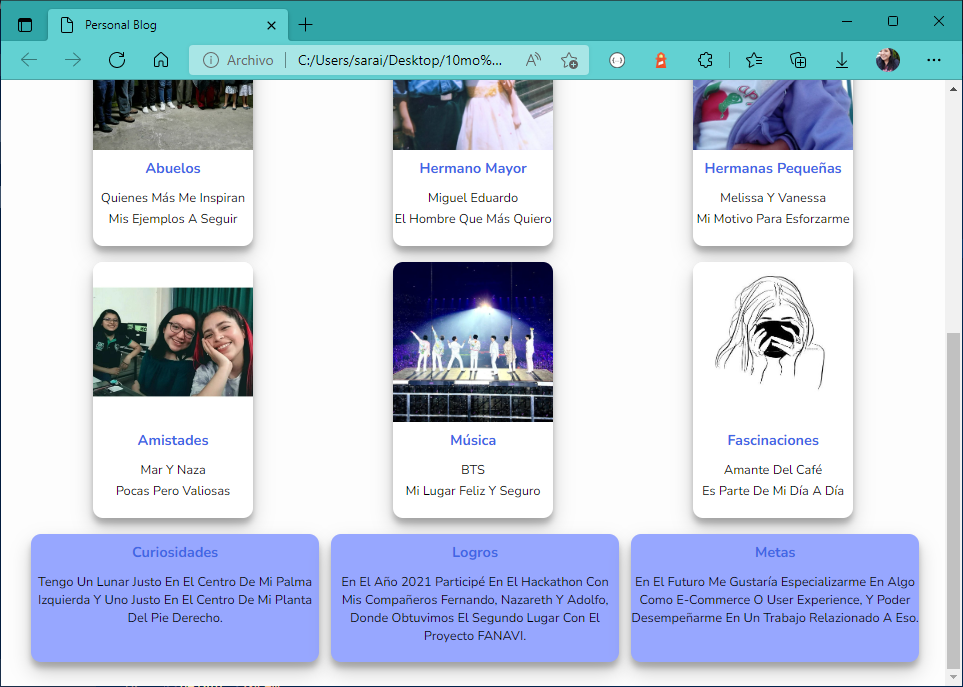 Personal Blog
Archivo
C:/Users/sarai/Desktop/10mo%...
Abuelos
Quienes Más Me Inspiran
Mis Ejemplos A Seguir
Hermano Mayor
Miguel Eduardo
El Hombre Que Más Quiero
Hermanas Pequeñas
Melissa Y Vanessa
Mi Motivo Para Esforzarme
Amistades
Mar Y Naza
Pocas Pero Valiosas
Música
BTS
Mi Lugar Feliz Y Seguro
Fascinaciones
Amante Del Café
Es Parte De Mi Día A Día
Curiosidades
Tengo Un Lunar Justo En El Centro De Mi Palma
Izquierda Y Uno Justo En El Centro De Mi Planta
Del Pie Derecho.
Logros
En El Año 2021 Participé En El Hackathon Con
Mis Compañeros Fernando, Nazareth Y Adolfo,
Donde Obtuvimos El Segundo Lugar Con El
Proyecto FANAVI.
Metas
En El Futuro Me Gustaría Especializarme En Algo
Como E-Commerce O User Experience, Y Poder
Desempeñarme En Un Trabajo Relazionado A Eso.